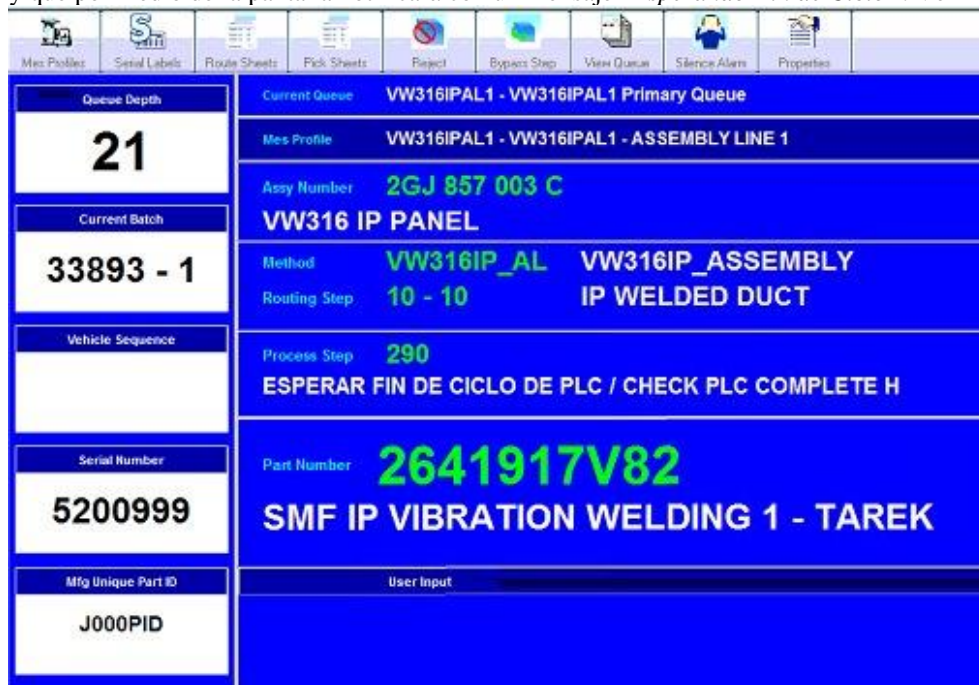 Mes Profiles
Serial Labels
Route Sheets
Pick Sheets
Reject
Bypass Step
View Queue
Silence Alarm
Properties
Queue Depth
21
Current Batch
33893 - 1
Vehicle Sequence
Serial Number
5200999
Mfg Unique Part ID
J000PID
Current Queue VW316IPAL1 - VW316IPAL1 Primary Queue
Mes Profile VW316IPAL1 - VW316IPAL1 - ASSEMBLY LINE 1
Assy Number 2GJ 857 003 C
VW316 IP PANEL
Method VW316IP_AL VW316IP_ASSEMBLY
Routing Step 10 - 10 IP WELDED DUCT
Process Step 290
ESPERAR FIN DE CICLO DE PLC / CHECK PLC COMPLETE H
Part Number 2641917V82
SMF IP VIBRATION WELDING 1 - TAREK
User Input